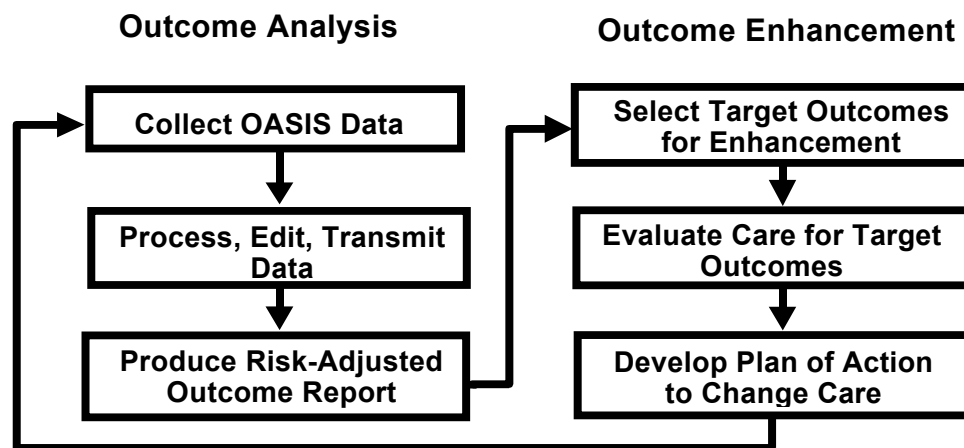 Outcome Analysis
Collect OASIS Data
Process, Edit, Transmit
Data
Produce Risk-Adjusted
Outcome Report
Outcome Enhancement
Select Target Outcomes
for Enhancement
Evaluate Care for Target
Outcomes
Develop Plan of Action
to Change Care